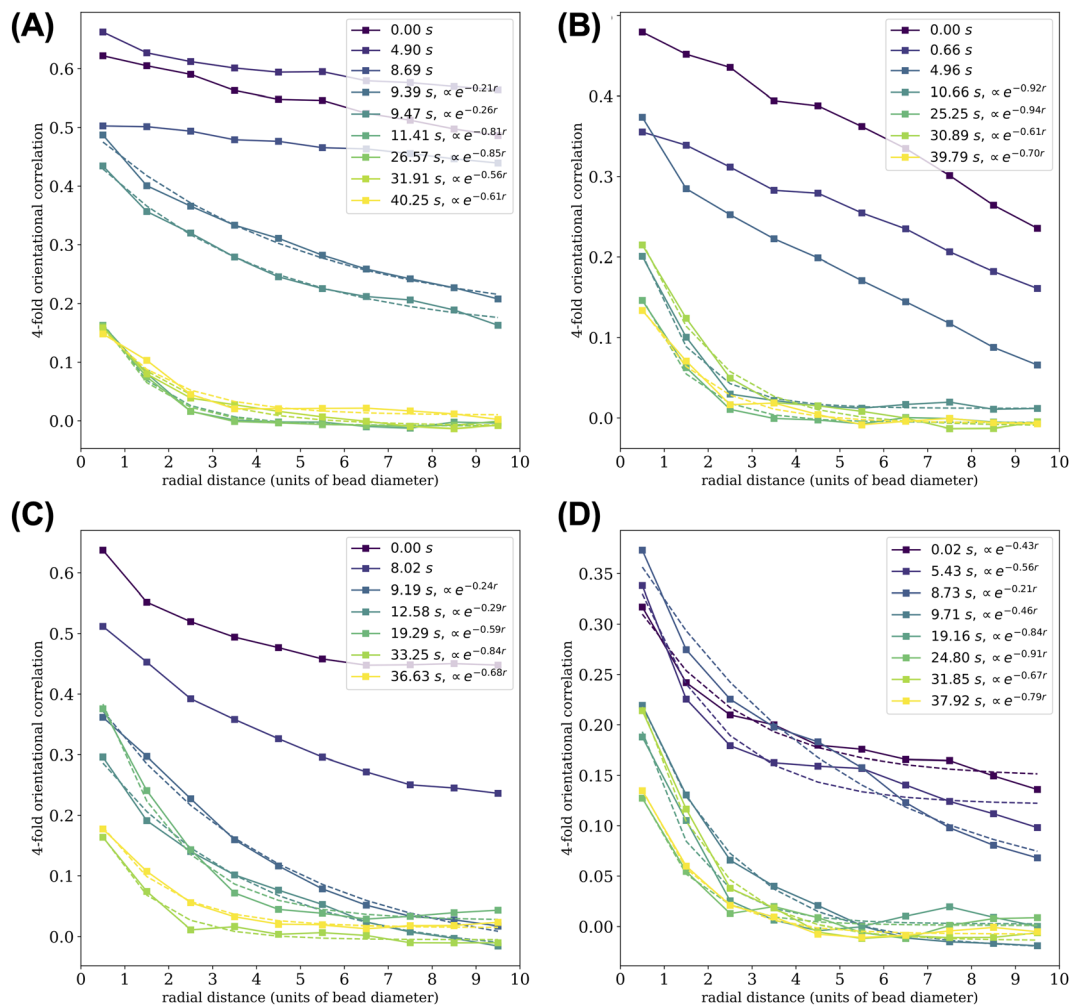 (A)
4-fold orientational correlation
0.6
0.5
0.4
0.3
0.2
0.1
0.0
0.00 s
4.90 s
8.69 s
9.39 s, ∝e^{-0.21r}
9.47 s, ∝e^{-0.26r}
11.41 s, ∝e^{-0.81r}
26.57 s, ∝e^{-0.85r}
31.91 s, ∝e^{-0.56r}
40.25 s, ∝e^{-0.61r}
0 1 2 3 4 5 6 7 8 9 10
radial distance (units of bead diameter)
(B)
4-fold orientational correlation
0.4
0.3
0.2
0.1
0.0
0.00 s
0.66 s
4.96 s
10.66 s, ∝e^{-0.92r}
25.25 s, ∝e^{-0.94r}
30.89 s, ∝e^{-0.61r}
39.79 s, ∝e^{-0.70r}
0 1 2 3 4 5 6 7 8 9 10
radial distance (units of bead diameter)
(C)
4-fold orientational correlation
0.6
0.5
0.4
0.3
0.2
0.1
0.0
0.00 s
8.02 s
9.19 s, ∝e^{-0.24r}
12.58 s, ∝e^{-0.29r}
19.29 s, ∝e^{-0.59r}
33.25 s, ∝e^{-0.84r}
36.63 s, ∝e^{-0.68r}
0 1 2 3 4 5 6 7 8 9 10
radial distance (units of bead diameter)
(D)
4-fold orientational correlation
0.35
0.30
0.25
0.20
0.15
0.10
0.05
0.00
0.02 s, ∝e^{-0.43r}
5.43 s, ∝e^{-0.56r}
8.73 s, ∝e^{-0.21r}
9.71 s, ∝e^{-0.46r}
19.16 s, ∝e^{-0.84r}
24.80 s, ∝e^{-0.91r}
31.85 s, ∝e^{-0.67r}
37.92 s, ∝e^{-0.79r}
0 1 2 3 4 5 6 7 8 9 10
radial distance (units of bead diameter)